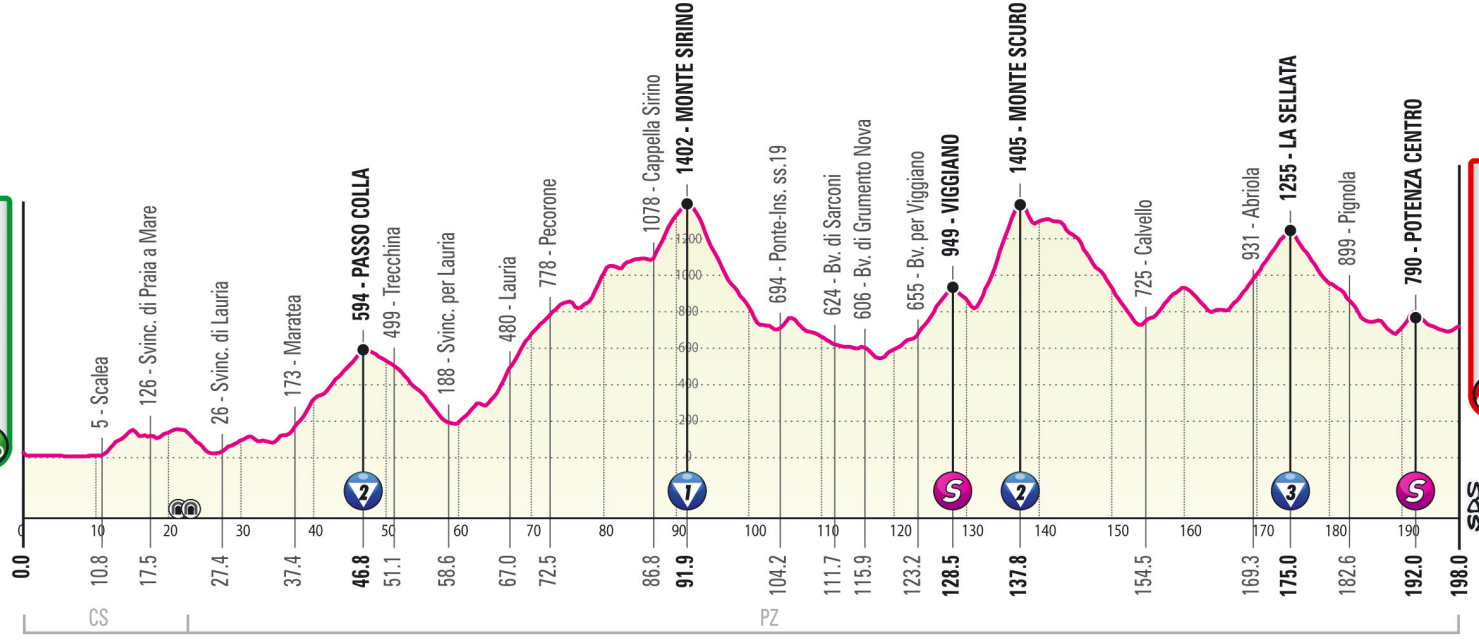 5 - Scalea
126 - Svinc. di Praia a Mare
26 - Svinc. di Lauria
173 - Maratea
594 - PASSO COLLA
499 - Trecchina
188 - Svinc. per Lauria
480 - Lauria
778 - Pecorone
1078 - Cappella Sirino
1402 - MONTE SIRINO
694 - Ponte-Ins. ss.19
624 - Bv. di Sarconi
606 - Bv. di Grumento Nova
655 - Bv. per Viggiano
949 - VIGGIANO
1405 - MONTE SCURO
725 - Calvello
931 - Abriola
1255 - LA SELLATA
899 - Pignola
790 - POTENZA CENTRO
1200
1000
800
600
400
200
0
2 1 S 2 3 S
0 10 20 30 40 50 60 70 80 90 100 110 120 130 140 150 160 170 180 190
SDS
0.0 10.8 17.5 27.4 37.4 46.8 51.1 58.6 67.0 72.5 86.8 91.9 104.2 111.7 115.9 123.2 128.5 137.8 154.5 169.3 175.0 182.6 192.0 198.0
CS PZ